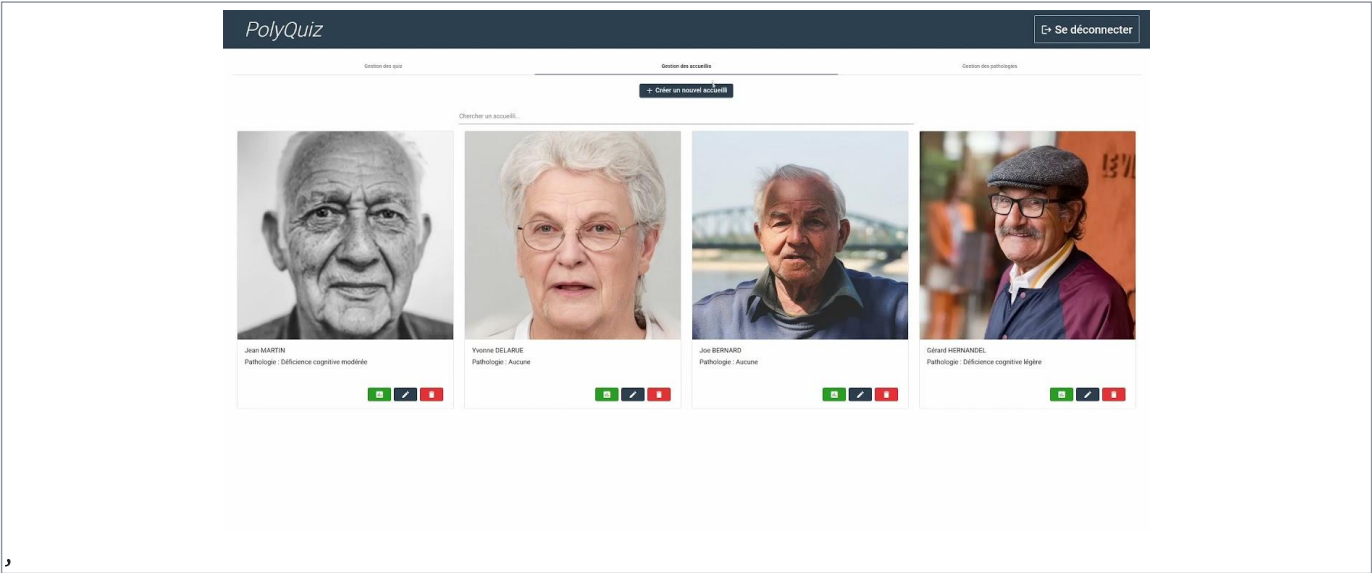 PolyQuiz
Se déconnecter
Gestion des quiz
Gestion des accueillis
Gestion des pathologies
+ Créer un nouvel accueilli
Chercher un accueilli...
LEVI
Jean MARTIN
Pathologie : Déficience cognitive modérée
Yvonne DELARUE
Pathologie : Aucune
Joe BERNARD
Pathologie : Aucune
Gérard HERNANDEL
Pathologie : Déficience cognitive légère
,